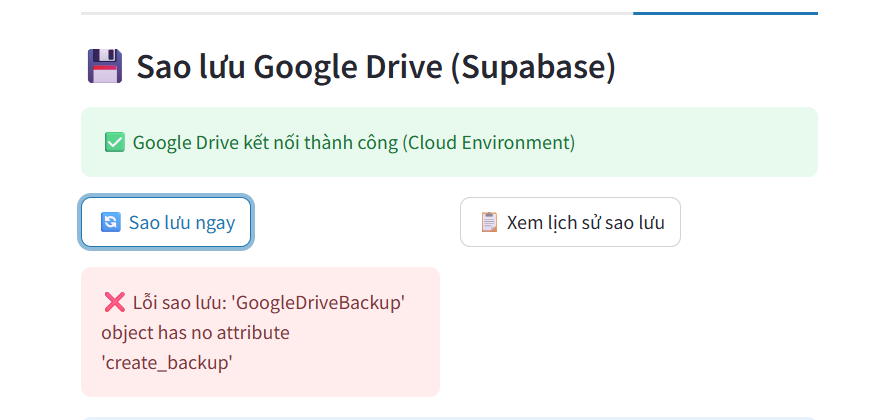 💾 Sao lưu Google Drive (Supabase)
✅ Google Drive kết nối thành công (Cloud Environment)
🔄 Sao lưu ngay
📋 Xem lịch sử sao lưu
❌ Lỗi sao lưu: 'GoogleDriveBackup'
object has no attribute
'create_backup'